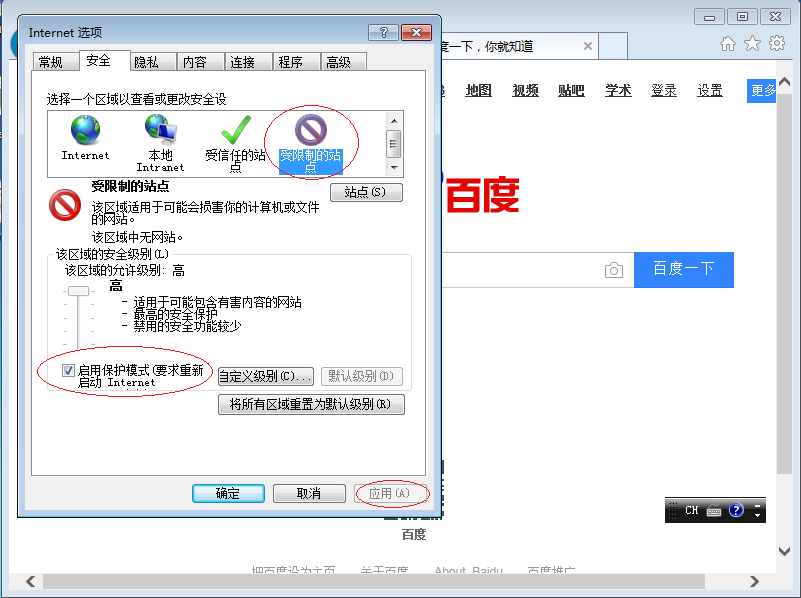 Internet 选项
常规
安全
隐私
内容
连接
程序
高级
选择一个区域以查看或更改安全设
Internet
本地
Intranet
受信任的站
点
受限制的站
点
受限制的站点
站点(S)
该区域适用于可能会损害你的计算机或文件
的网站。
该区域中无网站。
该区域的安全级别(L)
该区域的允许级别: 高
高
- 适用于可能包含有害内容的网站
- 最高的安全保护
- 禁用的安全功能较少
启用保护模式(要求重新
启动 Internet
自定义级别(C)...
默认级别(D)
将所有区域重置为默认级别(R)
确定
取消
应用(A)
一下，你就知道
地图
视频
贴吧
学术
登录
设置
更多
百度
百度一下
CH
百度
把百度设为主页
关于百度
About Baidu
百度推广